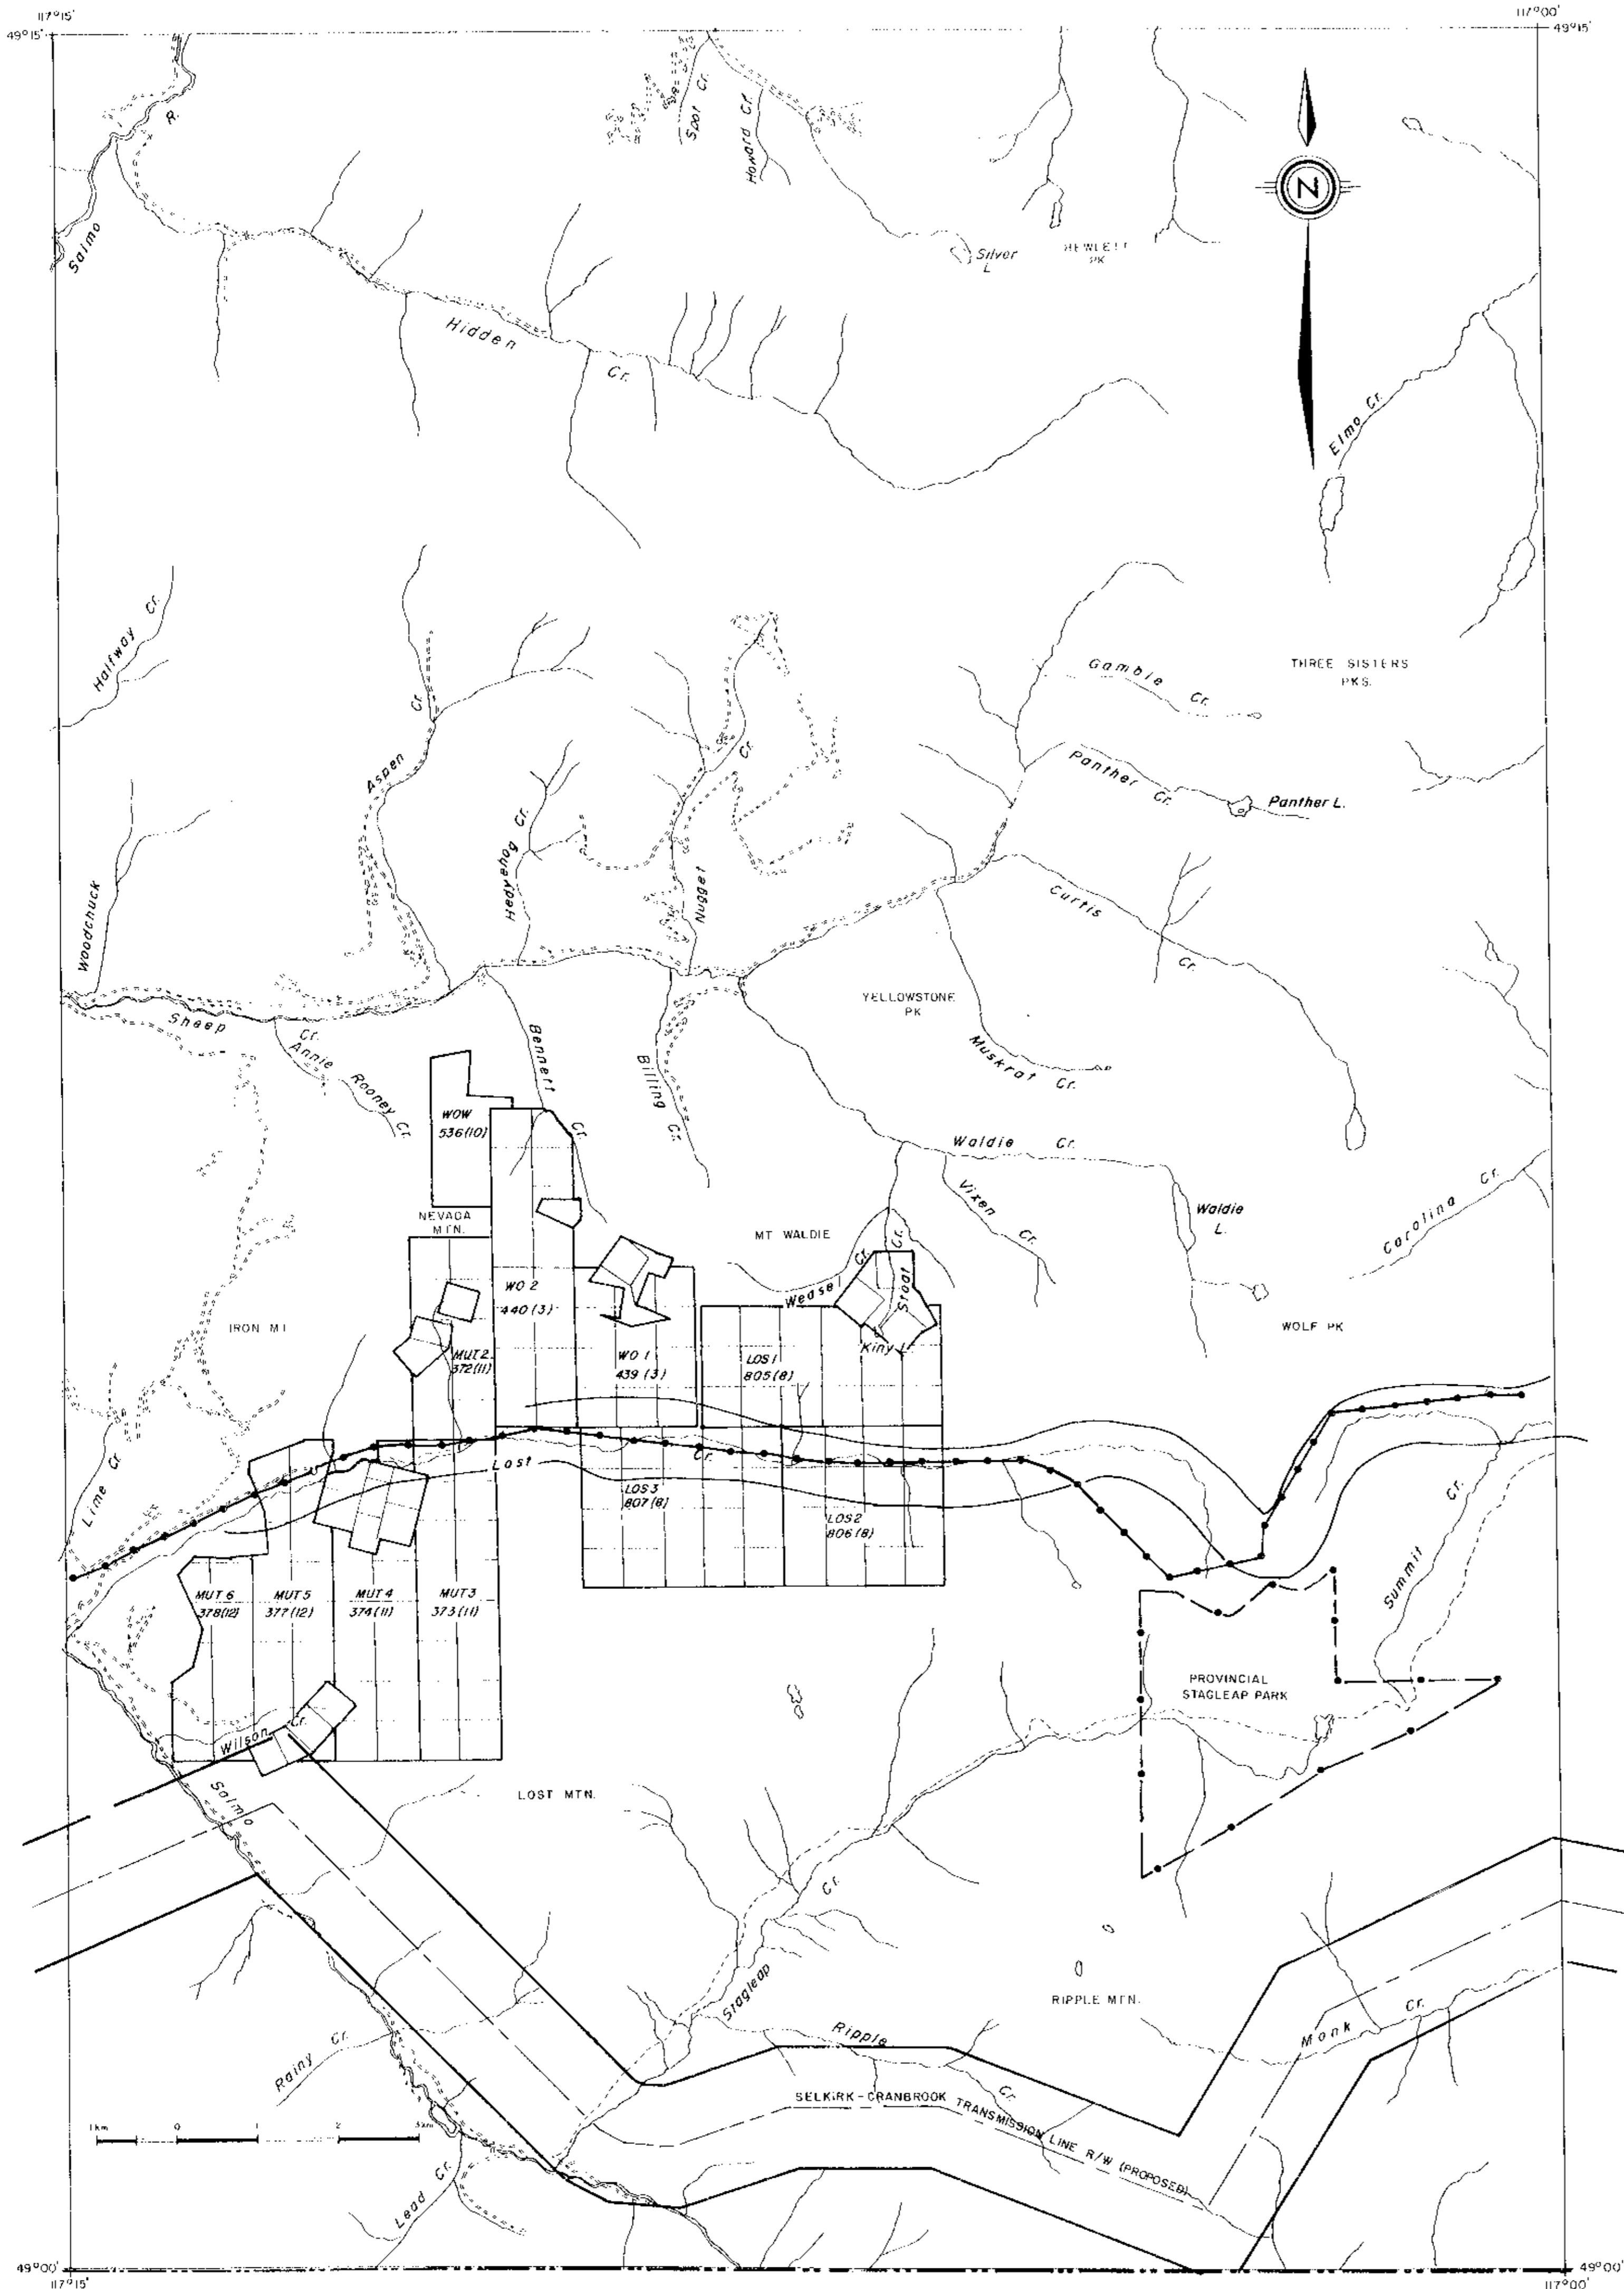 117°15'
117°00'
49°15'
49°15'
R.
Salmo
Spot Cr.
Howard Cr.
N
Silver
L
HEWLETT
PK
Hidden
Cr.
Elmo Cr.
Halfway Cr.
Aspen Cr.
Gamble Cr.
THREE SISTERS
PKS.
Panther Cr.
Panther L.
Hedgehog Cr.
Nugget Cr.
Woodchuck
Curtis
Cr.
YELLOWSTONE
PK
Sheep
Cr.
Annie Rooney Cr.
Bennett
Cr.
Billing Cr.
Muskrat Cr.
WOW
536(10)
Waldie Cr.
Vixen Cr.
Waldie
L.
Carolina Cr.
NEVADA
MTN.
MT WALDIE
Weasel Cr.
Stoat Cr.
WO 2
440(3)
IRON MT
WOLF PK
MUT 2
372(11)
WO 1
439 (3)
LOS 1
805(8)
Lime Cr.
Lost
Cr.
LOS 3
807(8)
LOS 2
806(8)
Summit Cr.
MUT 6
378(12)
MUT 5
377(12)
MUT 4
374(11)
MUT 3
373(11)
PROVINCIAL
STAGLEAP PARK
Wilson Cr.
Salmo
LOST MTN.
Cr.
Stagleap
RIPPLE MTN.
Ripple
Cr.
Monk Cr.
Rainy Cr.
SELKIRK-CRANBROOK TRANSMISSION LINE R/W (PROPOSED)
1km 0 1 2 3km
Lead Cr.
49°00'
49°00'
117°15'
117°00'